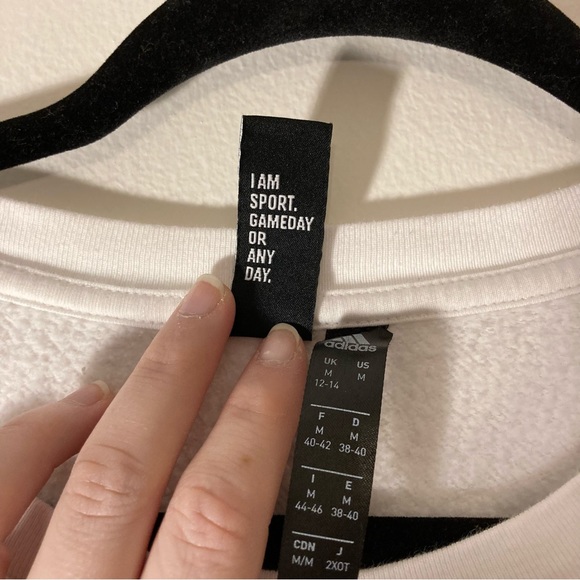 I AM
SPORT.
GAMEDAY
OR
ANY
DAY.
adidas
UK US
M M
12-14
F D
M M
40-42 38-40
I E
M M
44-46 38-40
CDN J
M/M 2XOT